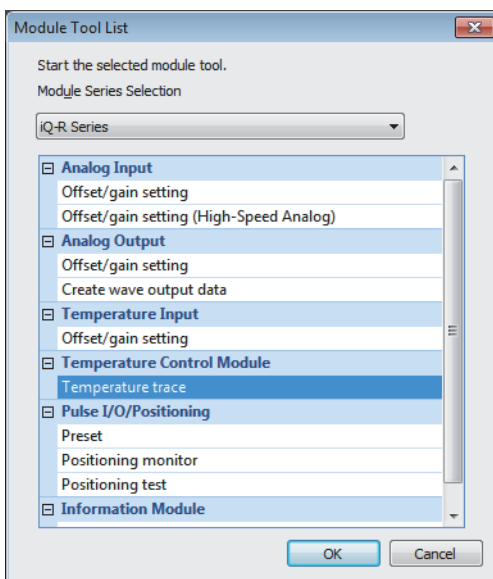 Module Tool List
Start the selected module tool.
Module Series Selection
iQ-R Series
Analog Input
Offset/gain setting
Offset/gain setting (High-Speed Analog)
Analog Output
Offset/gain setting
Create wave output data
Temperature Input
Offset/gain setting
Temperature Control Module
Temperature trace
Pulse I/O/Positioning
Preset
Positioning monitor
Positioning test
Information Module
OK Cancel